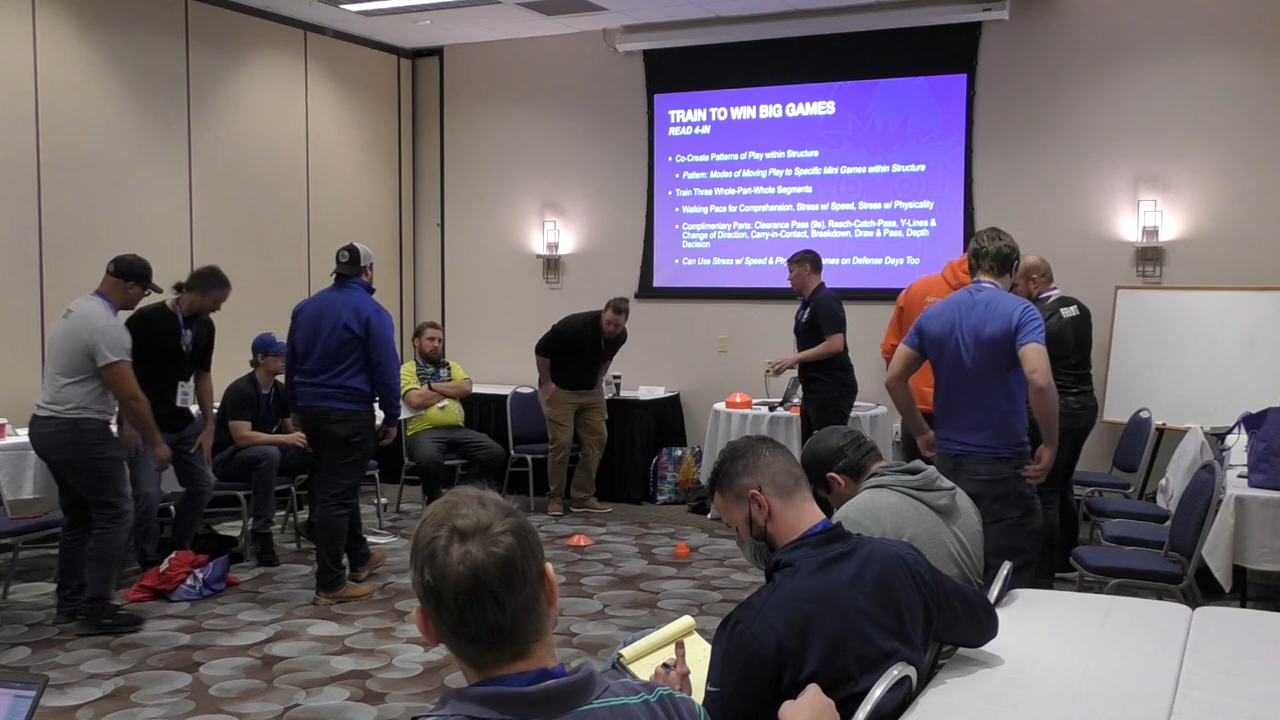 TRAIN TO WIN BIG GAMES
READ 4-IN
• Co-Create Patterns of Play within Structure
• Pattern: Modes of Moving Play to Specific Mini Games within Structure
• Train Three Whole-Part-Whole Segments
• Walking Pace for Comprehension, Stress w/ Speed, Stress w/ Physicality
• Complimentary Parts: Clearance Pass (9s), Reach-Catch-Pass, Y-Lines &
Change of Direction, Carry-in-Contact, Breakdown, Draw & Pass, Depth
Decision
• Can Use Stress w/ Speed & Games on Defense Days Too